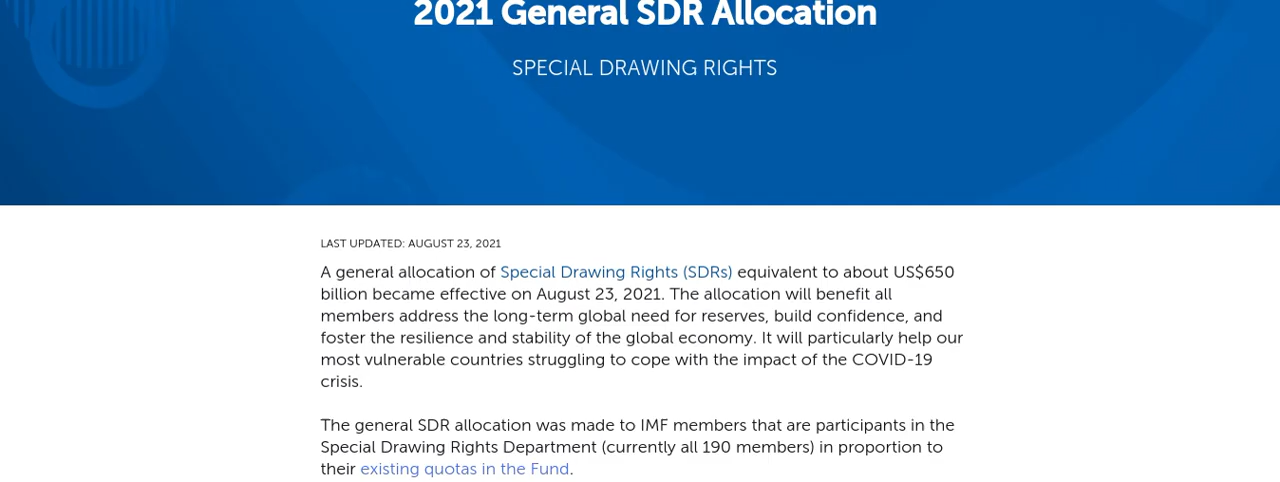 2021 General SDR Allocation
SPECIAL DRAWING RIGHTS
LAST UPDATED: AUGUST 23, 2021
A general allocation of Special Drawing Rights (SDRs) equivalent to about US$650
billion became effective on August 23, 2021. The allocation will benefit all
members address the long-term global need for reserves, build confidence, and
foster the resilience and stability of the global economy. It will particularly help our
most vulnerable countries struggling to cope with the impact of the COVID-19
crisis.
The general SDR allocation was made to IMF members that are participants in the
Special Drawing Rights Department (currently all 190 members) in proportion to
their existing quotas in the Fund.